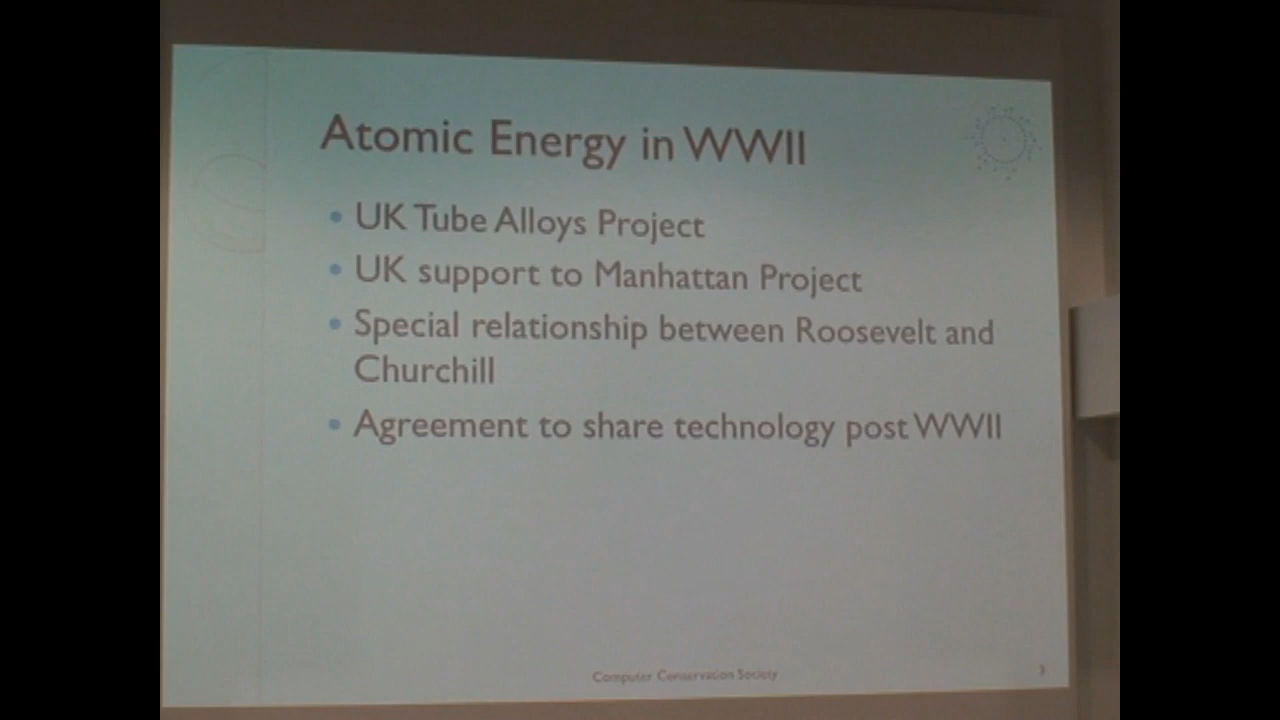 Atomic Energy in WWII
• UK Tube Alloys Project
• UK support to Manhattan Project
• Special relationship between Roosevelt and
Churchill
• Agreement to share technology post WWII
Computer Conservation Society
3